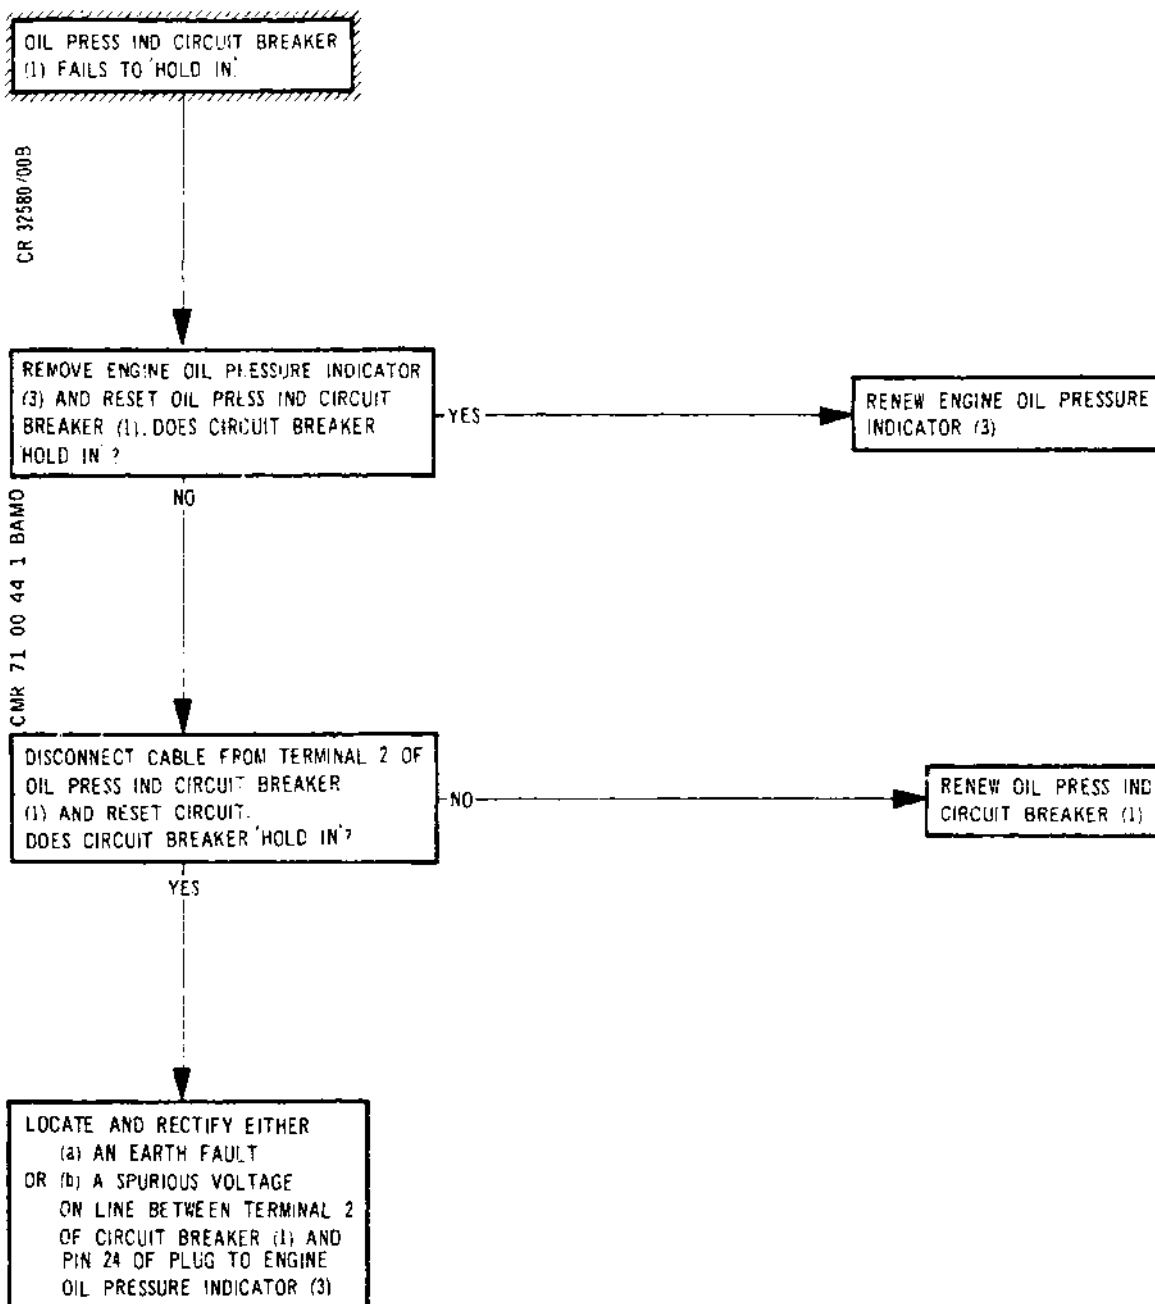 OIL PRESS IND CIRCUIT BREAKER
(1) FAILS TO 'HOLD IN'.
CR 32580/00B
REMOVE ENGINE OIL PRESSURE INDICATOR
(3) AND RESET OIL PRESS IND CIRCUIT
BREAKER (1). DOES CIRCUIT BREAKER
'HOLD IN' ?
YES
RENEW ENGINE OIL PRESSURE
INDICATOR (3)
NO
CMR 71 00 44 1 BAMO
DISCONNECT CABLE FROM TERMINAL 2 OF
OIL PRESS IND CIRCUIT BREAKER
(1) AND RESET CIRCUIT.
DOES CIRCUIT BREAKER 'HOLD IN'?
NO
RENEW OIL PRESS IND
CIRCUIT BREAKER (1)
YES
LOCATE AND RECTIFY EITHER
(a) AN EARTH FAULT
OR (b) A SPURIOUS VOLTAGE
ON LINE BETWEEN TERMINAL 2
OF CIRCUIT BREAKER (1) AND
PIN 24 OF PLUG TO ENGINE
OIL PRESSURE INDICATOR (3)